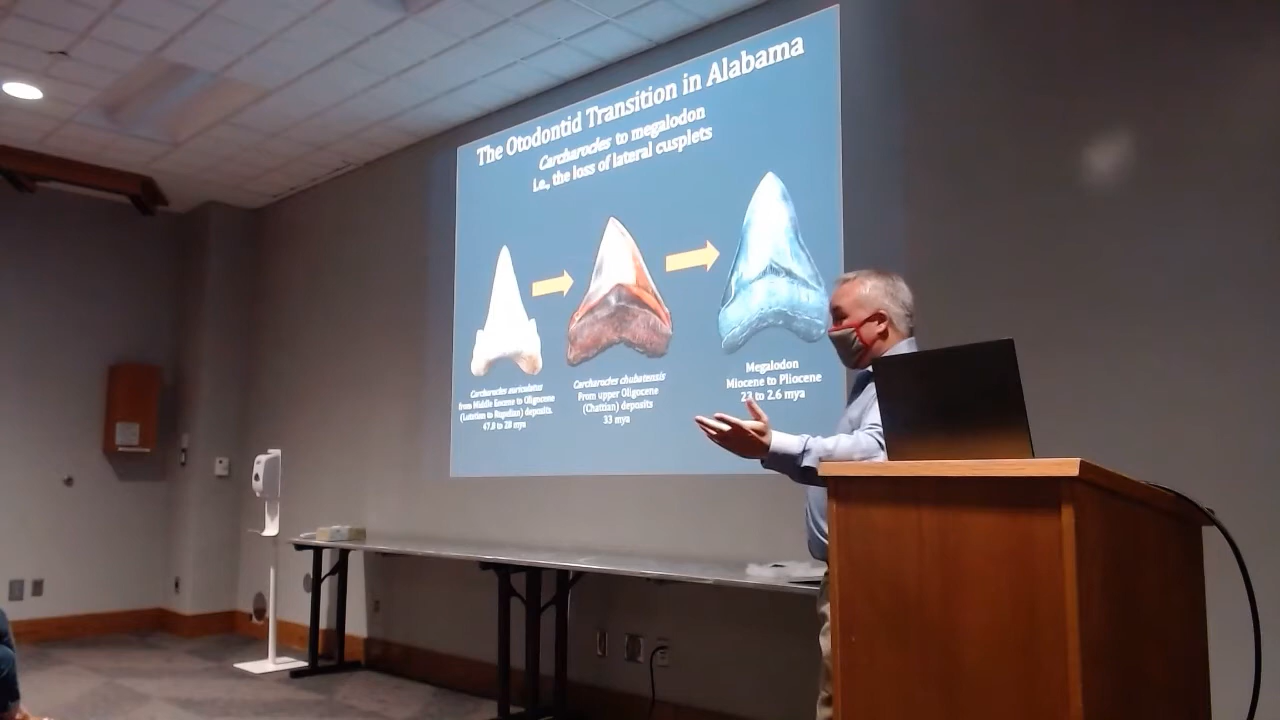 The Otodontid Transition in Alabama
Carcharocles to megalodon
i.e., the loss of lateral cusplets
Carcharocles auriculatus
from Middle Eocene to Oligocene
(Lutetian to Rupelian) deposits.
47.8 to 28 mya
Carcharocles chubutensis
From upper Oligocene
(Chattian) deposits
33 mya
Megalodon
Miocene to Pliocene
23 to 2.6 mya